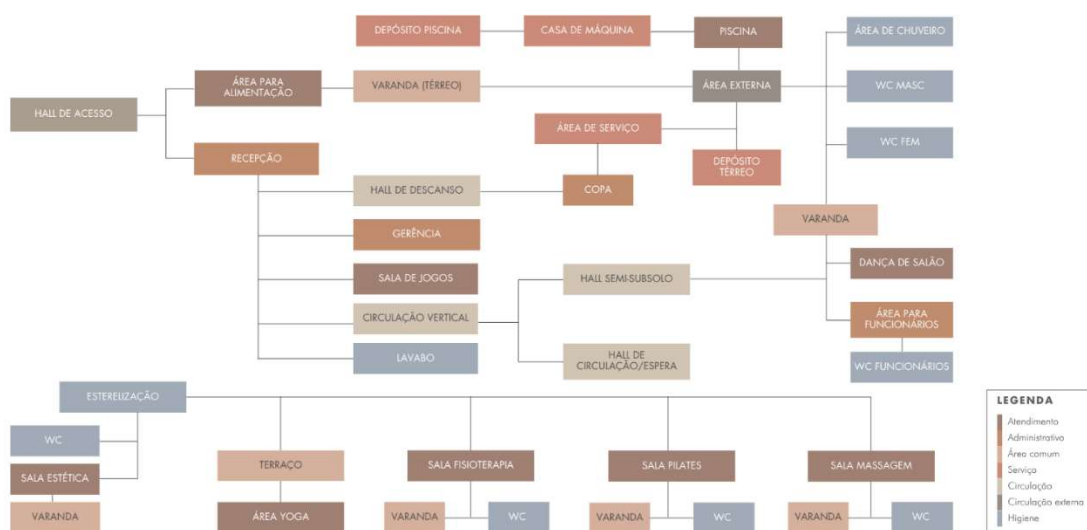 DEPÓSITO PISCINA
CASA DE MÁQUINA
PISCINA
ÁREA DE CHUVEIRO
HALL DE ACESSO
ÁREA PARA
ALIMENTAÇÃO
VARANDA (TÉRREO)
ÁREA EXTERNA
WC MASC
ÁREA DE SERVIÇO
WC FEM
RECEPÇÃO
DEPÓSITO
TÉRREO
HALL DE DESCANSO
COPA
VARANDA
GERÊNCIA
DANÇA DE SALÃO
SALA DE JOGOS
HALL SEMI-SUBSOLO
CIRCULAÇÃO VERTICAL
ÁREA PARA
FUNCIONÁRIOS
LAVABO
HALL DE
CIRCULAÇÃO/ESPERA
WC FUNCIONÁRIOS
ESTERELIZAÇÃO
WC
SALA ESTÉTICA
VARANDA
TERRAÇO
ÁREA YOGA
SALA FISIOTERAPIA
VARANDA
WC
SALA PILATES
VARANDA
WC
SALA MASSAGEM
VARANDA
WC
LEGENDA
Atendimento
Administrativo
Área comum
Serviço
Circulação
Circulação externa
Higiene